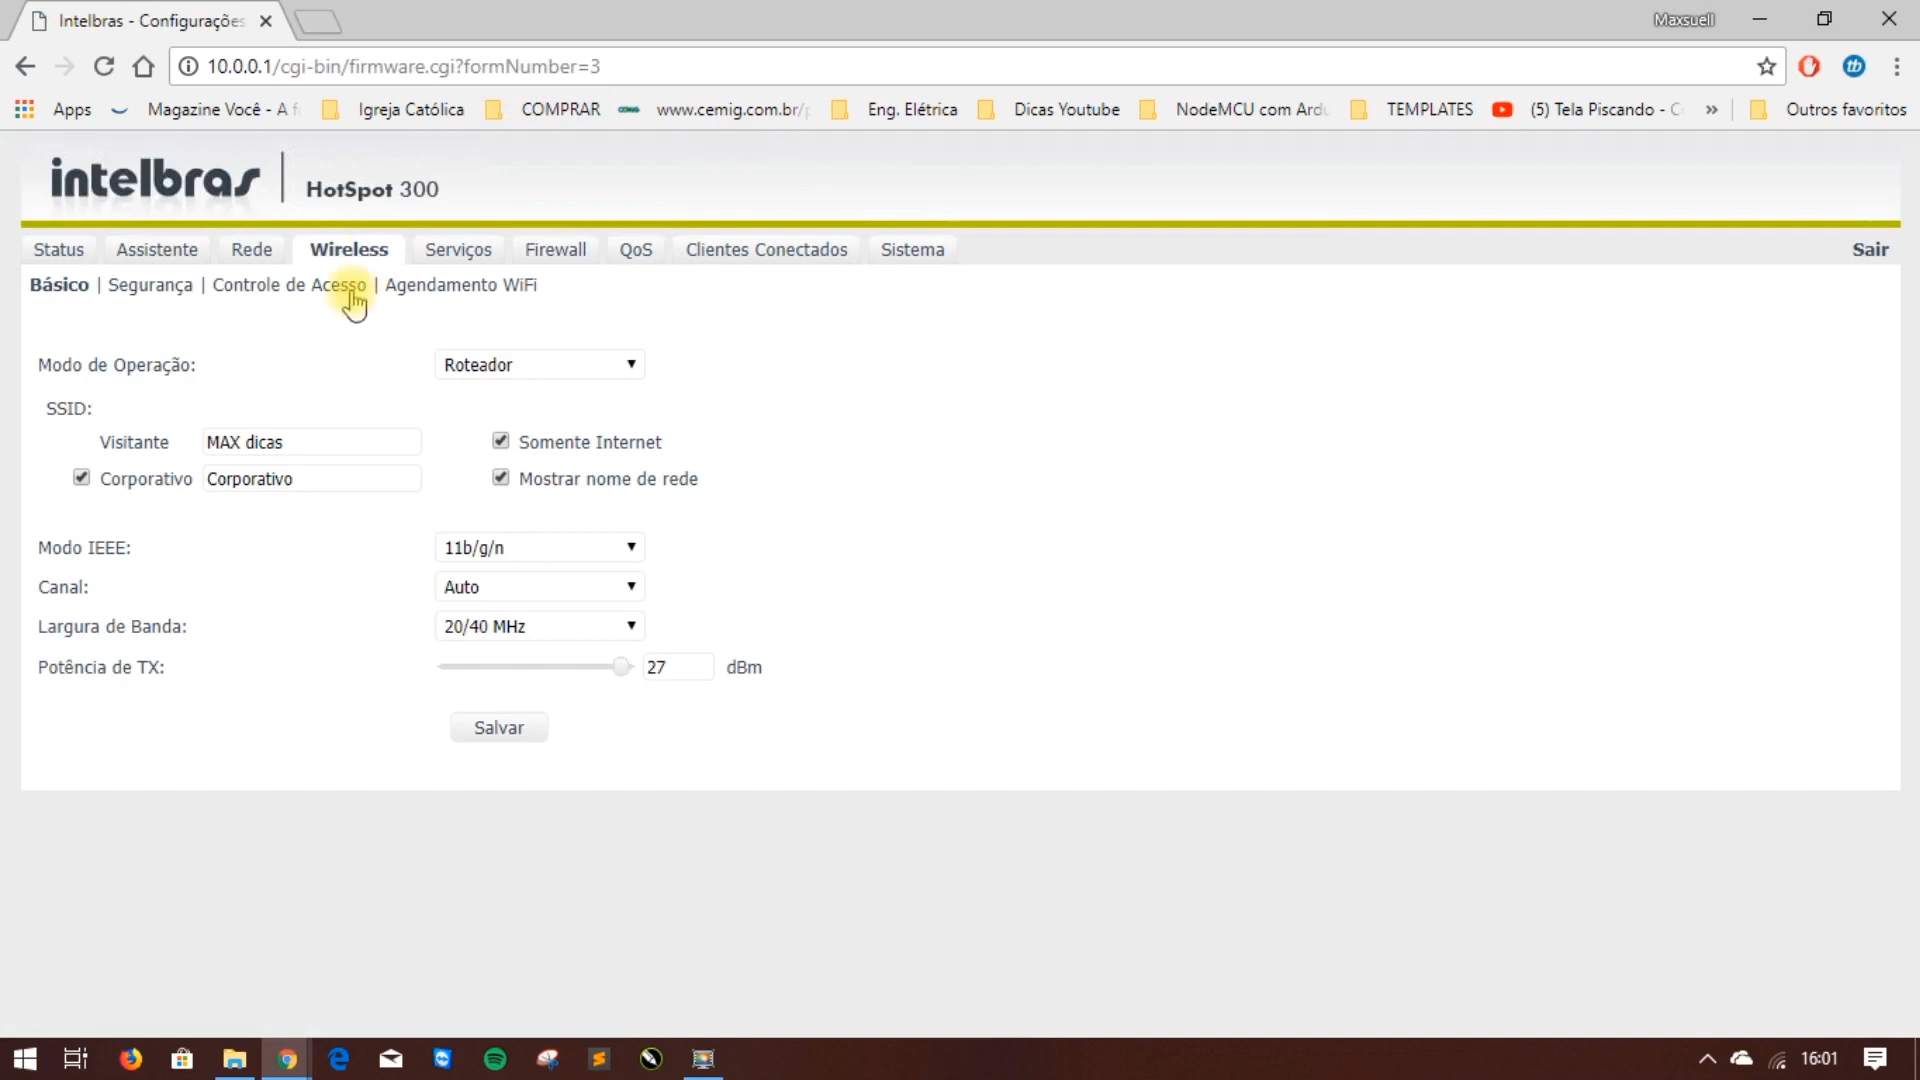 Intelbras - Configurações
Maxsuell
10.0.0.1/cgi-bin/firmware.cgi?formNumber=3
Apps Magazine Você - A f Igreja Católica COMPRAR www.cemig.com.br/ Eng. Elétrica Dicas Youtube NodeMCU com Ardu TEMPLATES (5) Tela Piscando - C » Outros favoritos
intelbras | HotSpot 300
Status Assistente Rede Wireless Serviços Firewall QoS Clientes Conectados Sistema Sair
Básico | Segurança | Controle de Acesso | Agendamento WiFi
Modo de Operação: Roteador
SSID:
Visitante MAX dicas Somente Internet
Corporativo Corporativo Mostrar nome de rede
Modo IEEE: 11b/g/n
Canal: Auto
Largura de Banda: 20/40 MHz
Potência de TX: 27 dBm
Salvar
16:01